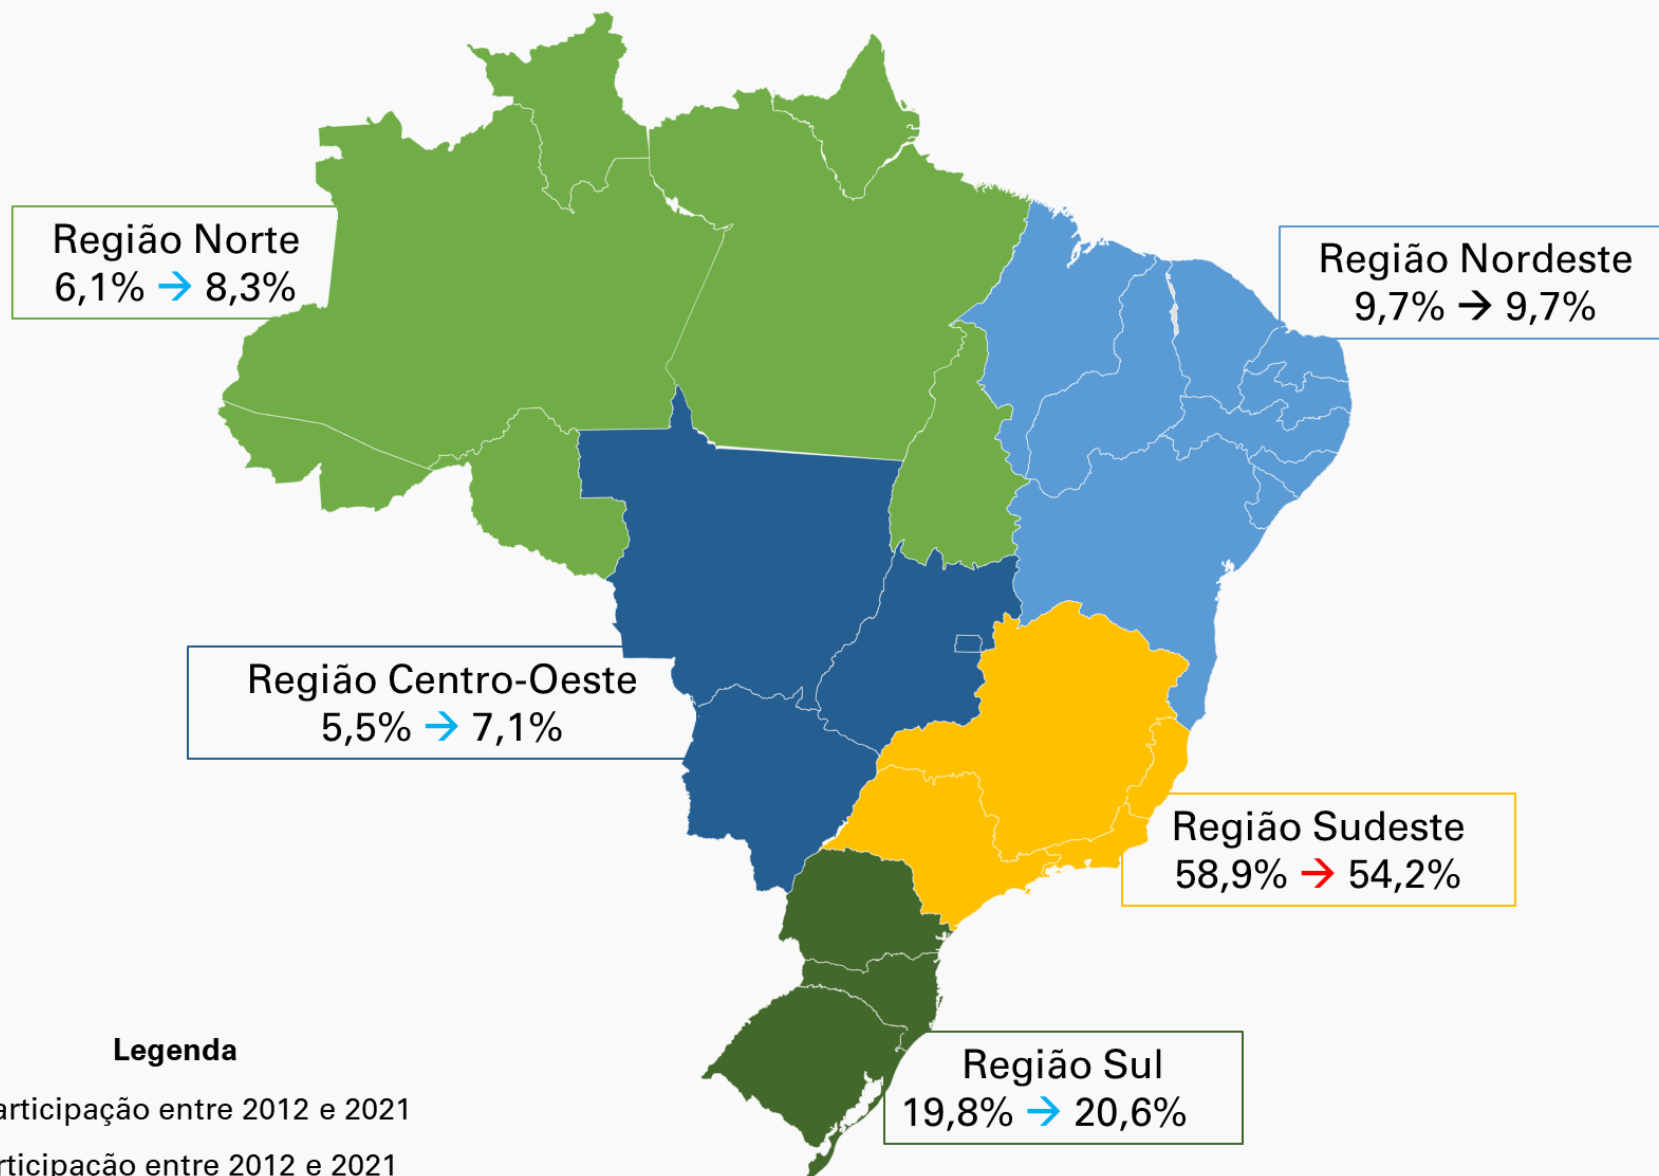 Região Norte
6,1% → 8,3%
Região Nordeste
9,7% → 9,7%
Região Centro-Oeste
5,5% → 7,1%
Região Sudeste
58,9% → 54,2%
Região Sul
19,8% → 20,6%
Legenda
articipação entre 2012 e 2021
rticipação entre 2012 e 2021